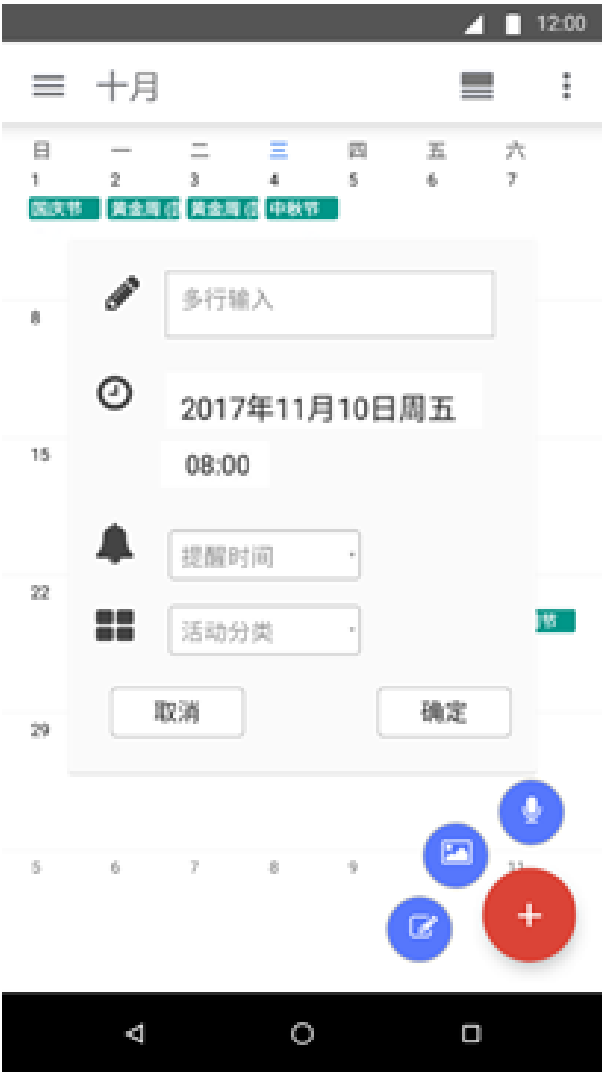 12:00
十月
日 一 二 三 四 五 六
1 2 3 4 5 6 7
国庆节 黄金周 黄金周 中秋节
多行输入
8
2017年11月10日周五
15
08:00
提醒时间
22
活动分类
节
取消 确定
29
5 6 7 8 9 11